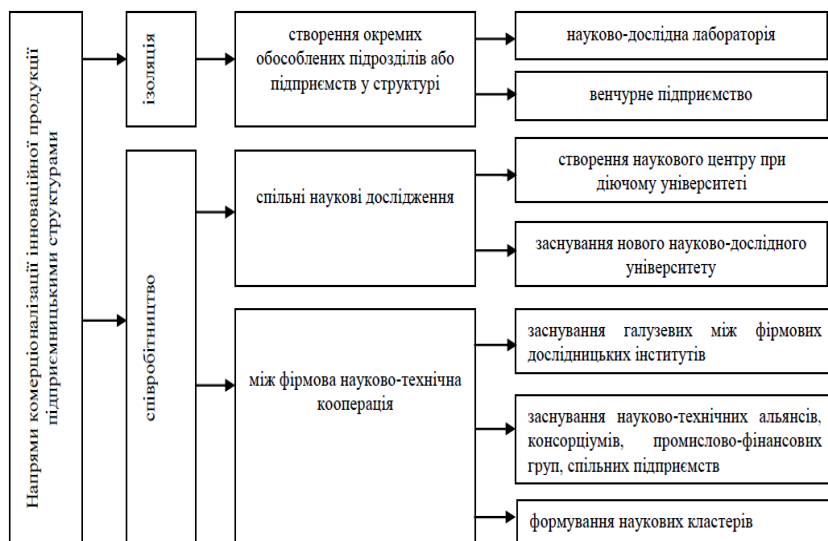 Напрями комерціоналізації інноваційної продукції
підприємницькими структурами
ізоляція
створення окремих
обособлених підрозділів або
підприємств у структурі
науково-дослідна лабораторія
венчурне підприємство
співробітництво
спільні наукові дослідження
створення наукового центру при
діючому університеті
заснування нового науково-дослідного
університету
між фірмова науково-технічна
кооперація
заснування галузевих між фірмових
дослідницьких інститутів
заснування науково-технічних альянсів,
консорціумів, промислово-фінансових
груп, спільних підприємств
формування наукових кластерів